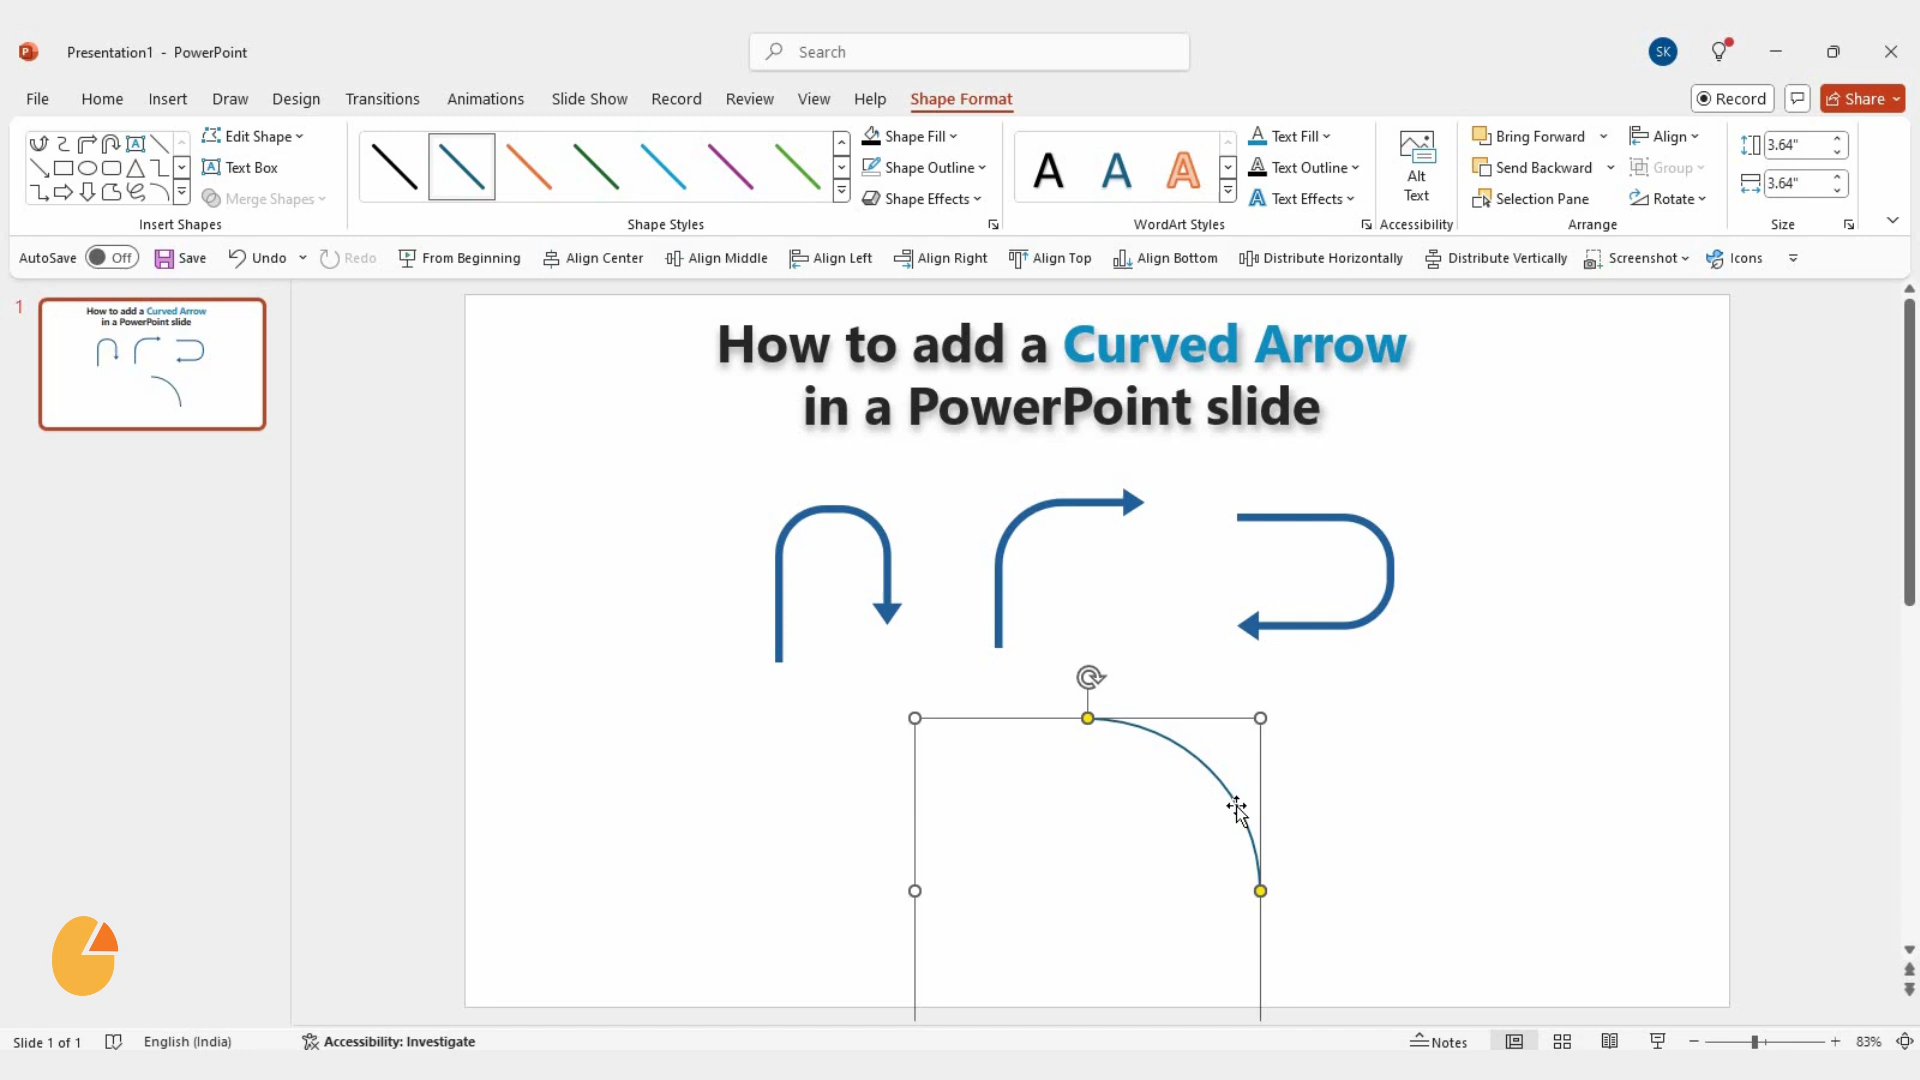 Presentation1 - PowerPoint
Search
SK
File Home Insert Draw Design Transitions Animations Slide Show Record Review View Help Shape Format
Record Share
Edit Shape
Text Box
Merge Shapes
Insert Shapes
Shape Styles
Shape Fill
Shape Outline
Shape Effects
A A A
WordArt Styles
Text Fill
Text Outline
Text Effects
Alt
Text
Accessibility
Bring Forward
Send Backward
Selection Pane
Align
Group
Rotate
Arrange
3.64"
3.64"
Size
AutoSave Off Save Undo Redo From Beginning Align Center Align Middle Align Left Align Right Align Top Align Bottom Distribute Horizontally Distribute Vertically Screenshot Icons
1
How to add a Curved Arrow
in a PowerPoint slide
How to add a Curved Arrow
in a PowerPoint slide
Slide 1 of 1 English (India) Accessibility: Investigate Notes 83%